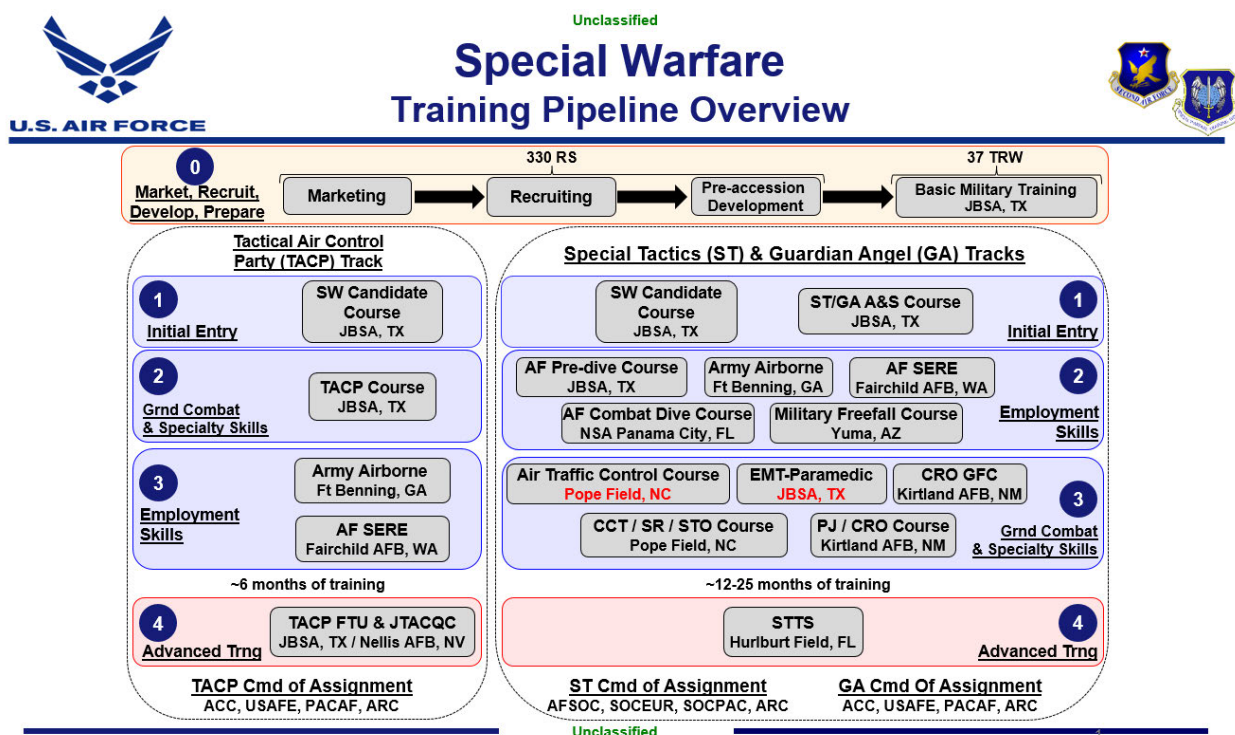 Unclassified
Special Warfare
Training Pipeline Overview
U.S. AIR FORCE
SECOND AIR FORCE
0
Market, Recruit,
Develop, Prepare
330 RS
37 TRW
Marketing
Recruiting
Pre-accession
Development
Basic Military Training
JBSA, TX
Tactical Air Control
Party (TACP) Track
1
Initial Entry
SW Candidate
Course
JBSA, TX
2
Grnd Combat
& Specialty Skills
TACP Course
JBSA, TX
3
Employment
Skills
Army Airborne
Ft Benning, GA
AF SERE
Fairchild AFB, WA
~6 months of training
4
Advanced Trng
TACP FTU & JTACQC
JBSA, TX / Nellis AFB, NV
TACP Cmd of Assignment
ACC, USAFE, PACAF, ARC
Special Tactics (ST) & Guardian Angel (GA) Tracks
SW Candidate
Course
JBSA, TX
ST/GA A&S Course
JBSA, TX
1
Initial Entry
AF Pre-dive Course
JBSA, TX
Army Airborne
Ft Benning, GA
AF SERE
Fairchild AFB, WA
AF Combat Dive Course
NSA Panama City, FL
Military Freefall Course
Yuma, AZ
2
Employment
Skills
Air Traffic Control Course
Pope Field, NC
EMT-Paramedic
JBSA, TX
CRO GFC
Kirtland AFB, NM
CCT / SR / STO Course
Pope Field, NC
PJ / CRO Course
Kirtland AFB, NM
3
Grnd Combat
& Specialty Skills
~12-25 months of training
STTS
Hurlburt Field, FL
4
Advanced Trng
ST Cmd of Assignment
AFSOC, SOCEUR, SOCPAC, ARC
GA Cmd Of Assignment
ACC, USAFE, PACAF, ARC
Unclassified